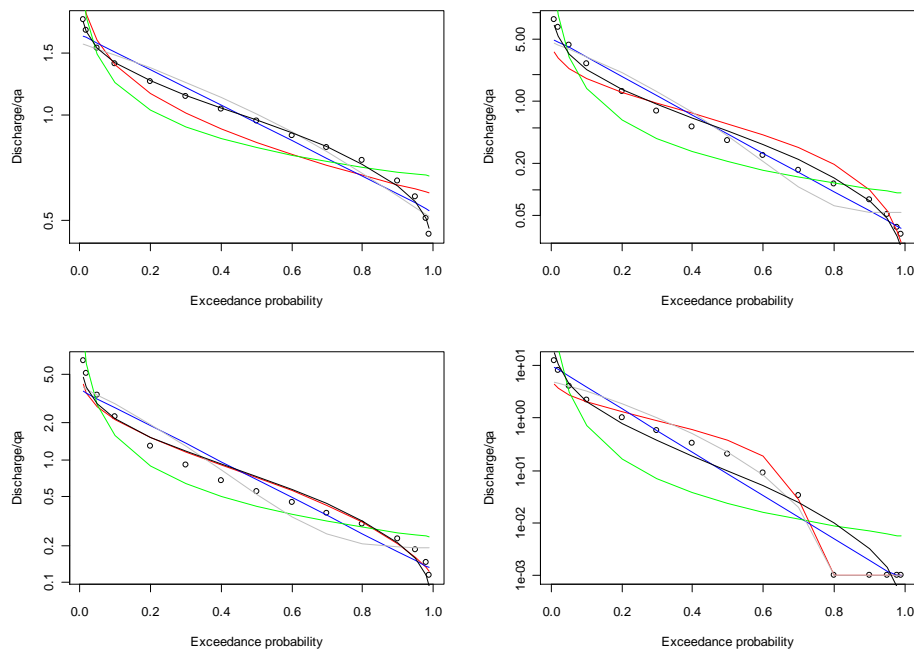 Discharge/qa
0.5 1.0 1.5
0.0 0.2 0.4 0.6 0.8 1.0
Exceedance probability
Discharge/qa
0.05 0.20 1.00 5.00
0.0 0.2 0.4 0.6 0.8 1.0
Exceedance probability
Discharge/qa
0.1 0.2 0.5 1.0 2.0 5.0
0.0 0.2 0.4 0.6 0.8 1.0
Exceedance probability
Discharge/qa
1e-03 1e-02 1e-01 1e+00 1e+01
0.0 0.2 0.4 0.6 0.8 1.0
Exceedance probability